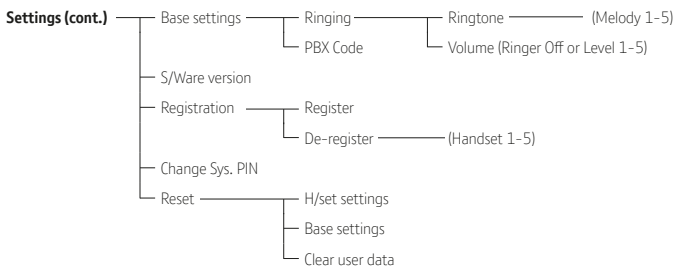 Settings (cont.) Base settings Ringing Ringtone (Melody 1-5)
PBX Code Volume (Ringer Off or Level 1-5)
S/Ware version
Registration Register
De-register (Handset 1-5)
Change Sys. PIN
Reset H/set settings
Base settings
Clear user data